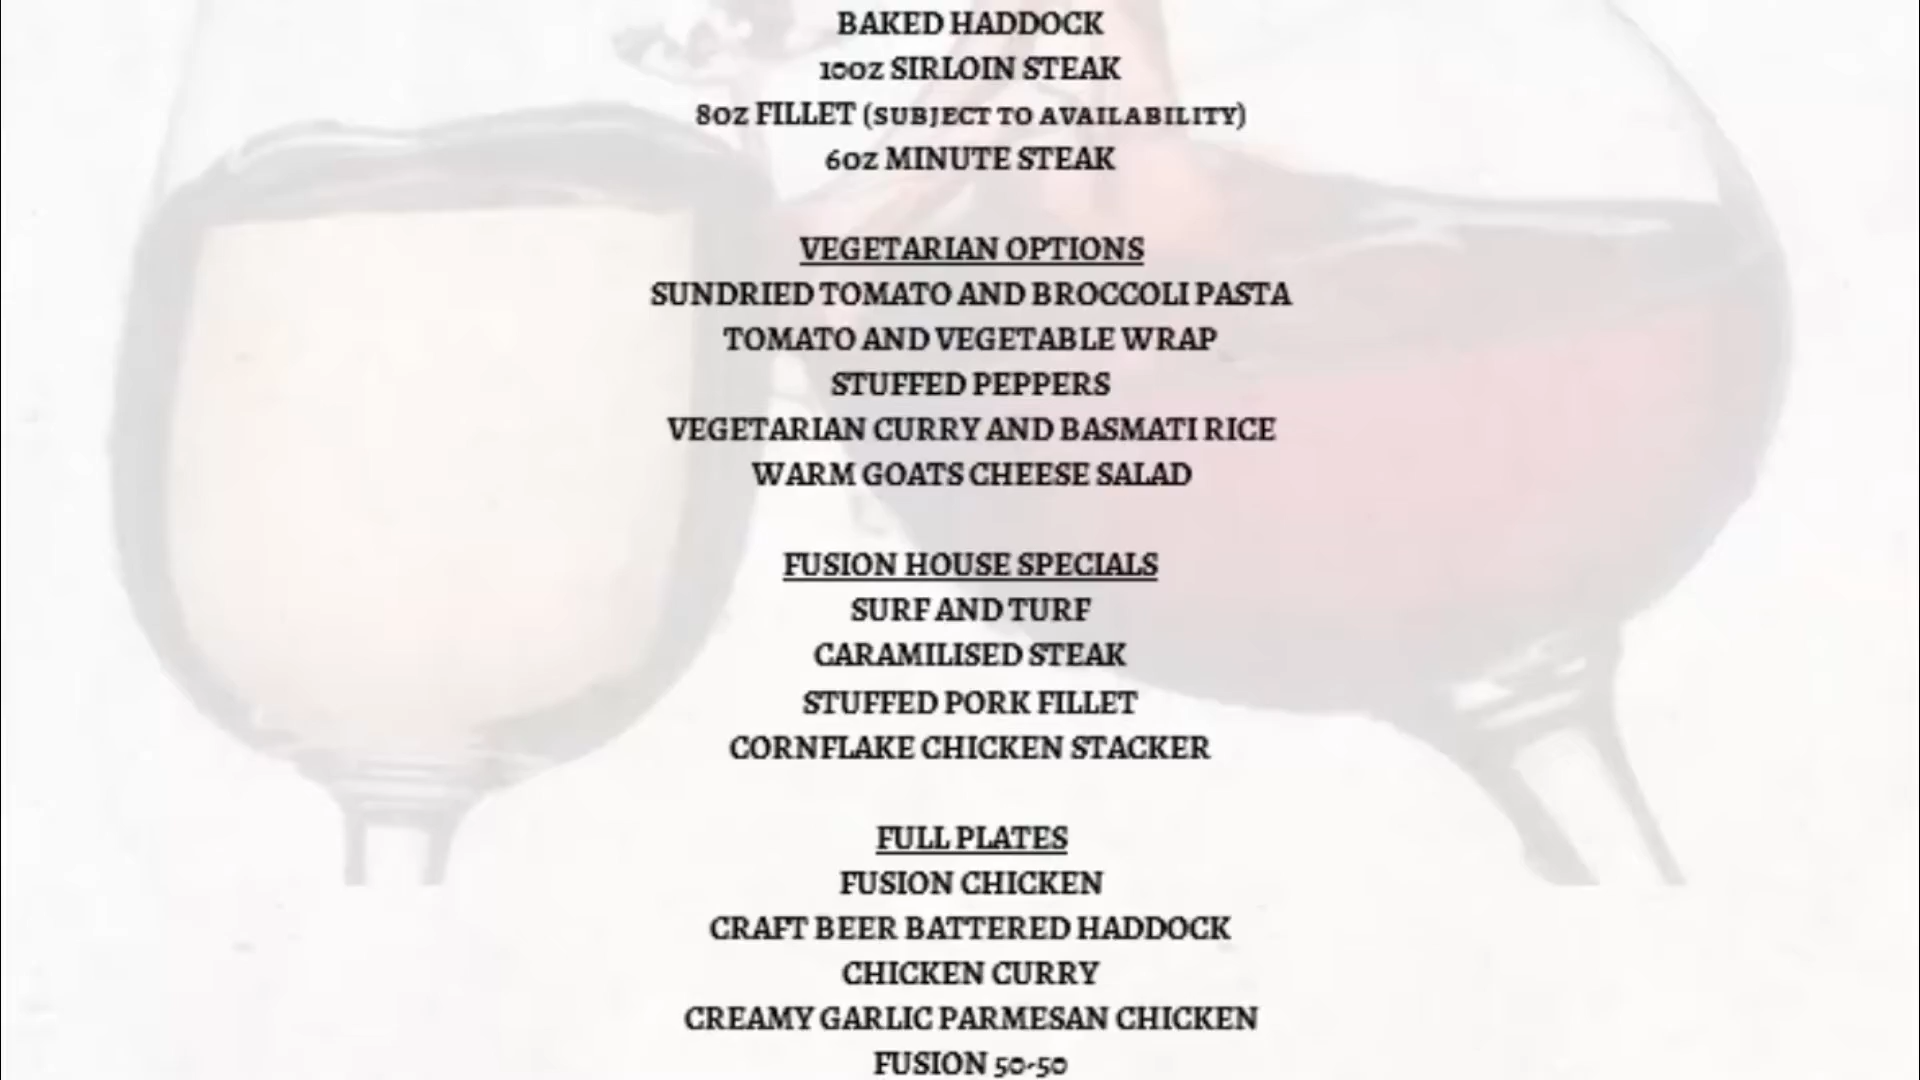 BAKED HADDOCK
10OZ SIRLOIN STEAK
8OZ FILLET (SUBJECT TO AVAILABILITY)
6OZ MINUTE STEAK
VEGETARIAN OPTIONS
SUNDRIED TOMATO AND BROCCOLI PASTA
TOMATO AND VEGETABLE WRAP
STUFFED PEPPERS
VEGETARIAN CURRY AND BASMATI RICE
WARM GOATS CHEESE SALAD
FUSION HOUSE SPECIALS
SURF AND TURF
CARAMILISED STEAK
STUFFED PORK FILLET
CORNFLAKE CHICKEN STACKER
FULL PLATES
FUSION CHICKEN
CRAFT BEER BATTERED HADDOCK
CHICKEN CURRY
CREAMY GARLIC PARMESAN CHICKEN
FUSION 50-50